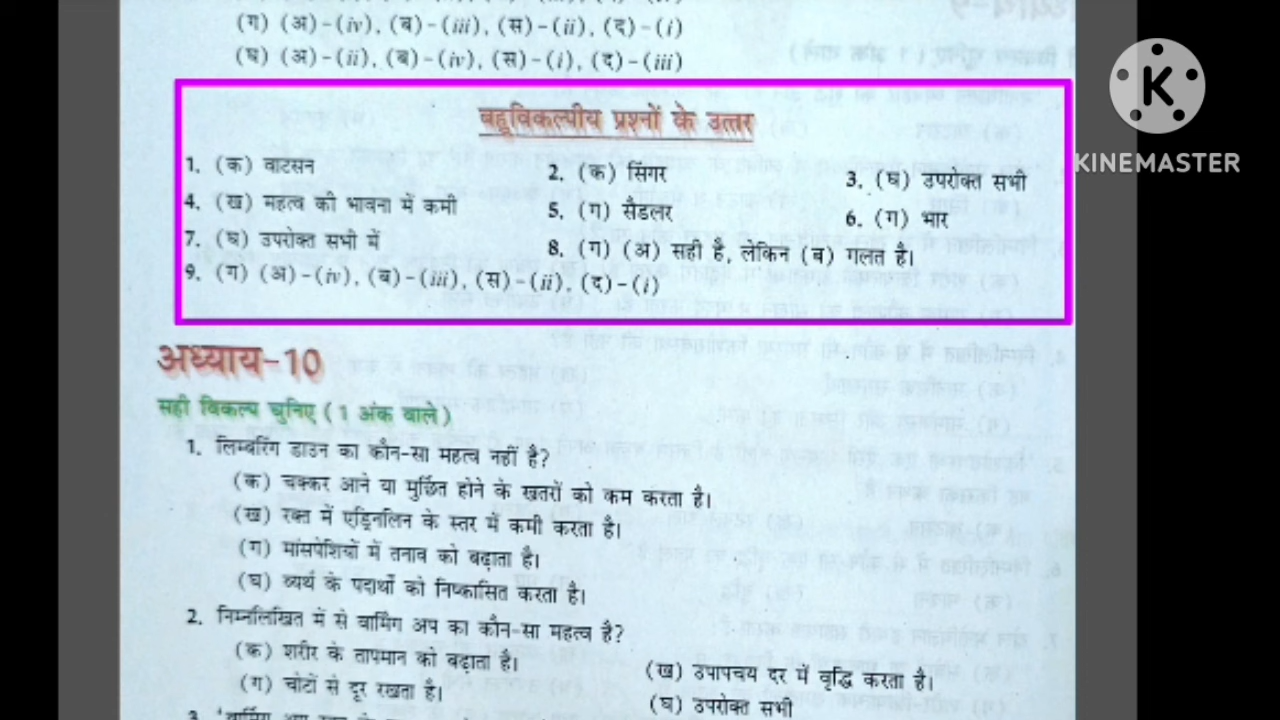 (ग) (अ)-(iv), (ब)-(iii), (स)-(ii), (द)-(i)
(घ) (अ)-(ii), (ब)-(iv), (स)-(i), (द)-(iii)
बहुविकल्पीय प्रश्नों के उत्तर
1. (क) वाटसन 2. (क) सिंगर 3. (घ) उपरोक्त सभी
4. (ख) महत्व की भावना में कमी 5. (ग) सैडलर 6. (ग) भार
7. (घ) उपरोक्त सभी में 8. (ग) (अ) सही है, लेकिन (ब) गलत है।
9. (ग) (अ)-(iv), (ब)-(iii), (स)-(ii), (द)-(i)
अध्याय-10
सही विकल्प चुनिए (1 अंक वाले)
1. लिम्बरिंग डाउन का कौन-सा महत्व नहीं है?
(क) चक्कर आने या मुर्छित होने के खतरों को कम करता है।
(ख) रक्त में एड्रिनलिन के स्तर में कमी करता है।
(ग) मांसपेशियों में तनाव को बढ़ाता है।
(घ) व्यर्थ के पदार्थों को निष्कासित करता है।
2. निम्नलिखित में से वार्मिंग अप का कौन-सा महत्व है?
(क) शरीर के तापमान को बढ़ाता है। (ख) उपापचय दर में वृद्धि करता है।
(ग) चोटों से दूर रखता है। (घ) उपरोक्त सभी
K
KINEMASTER